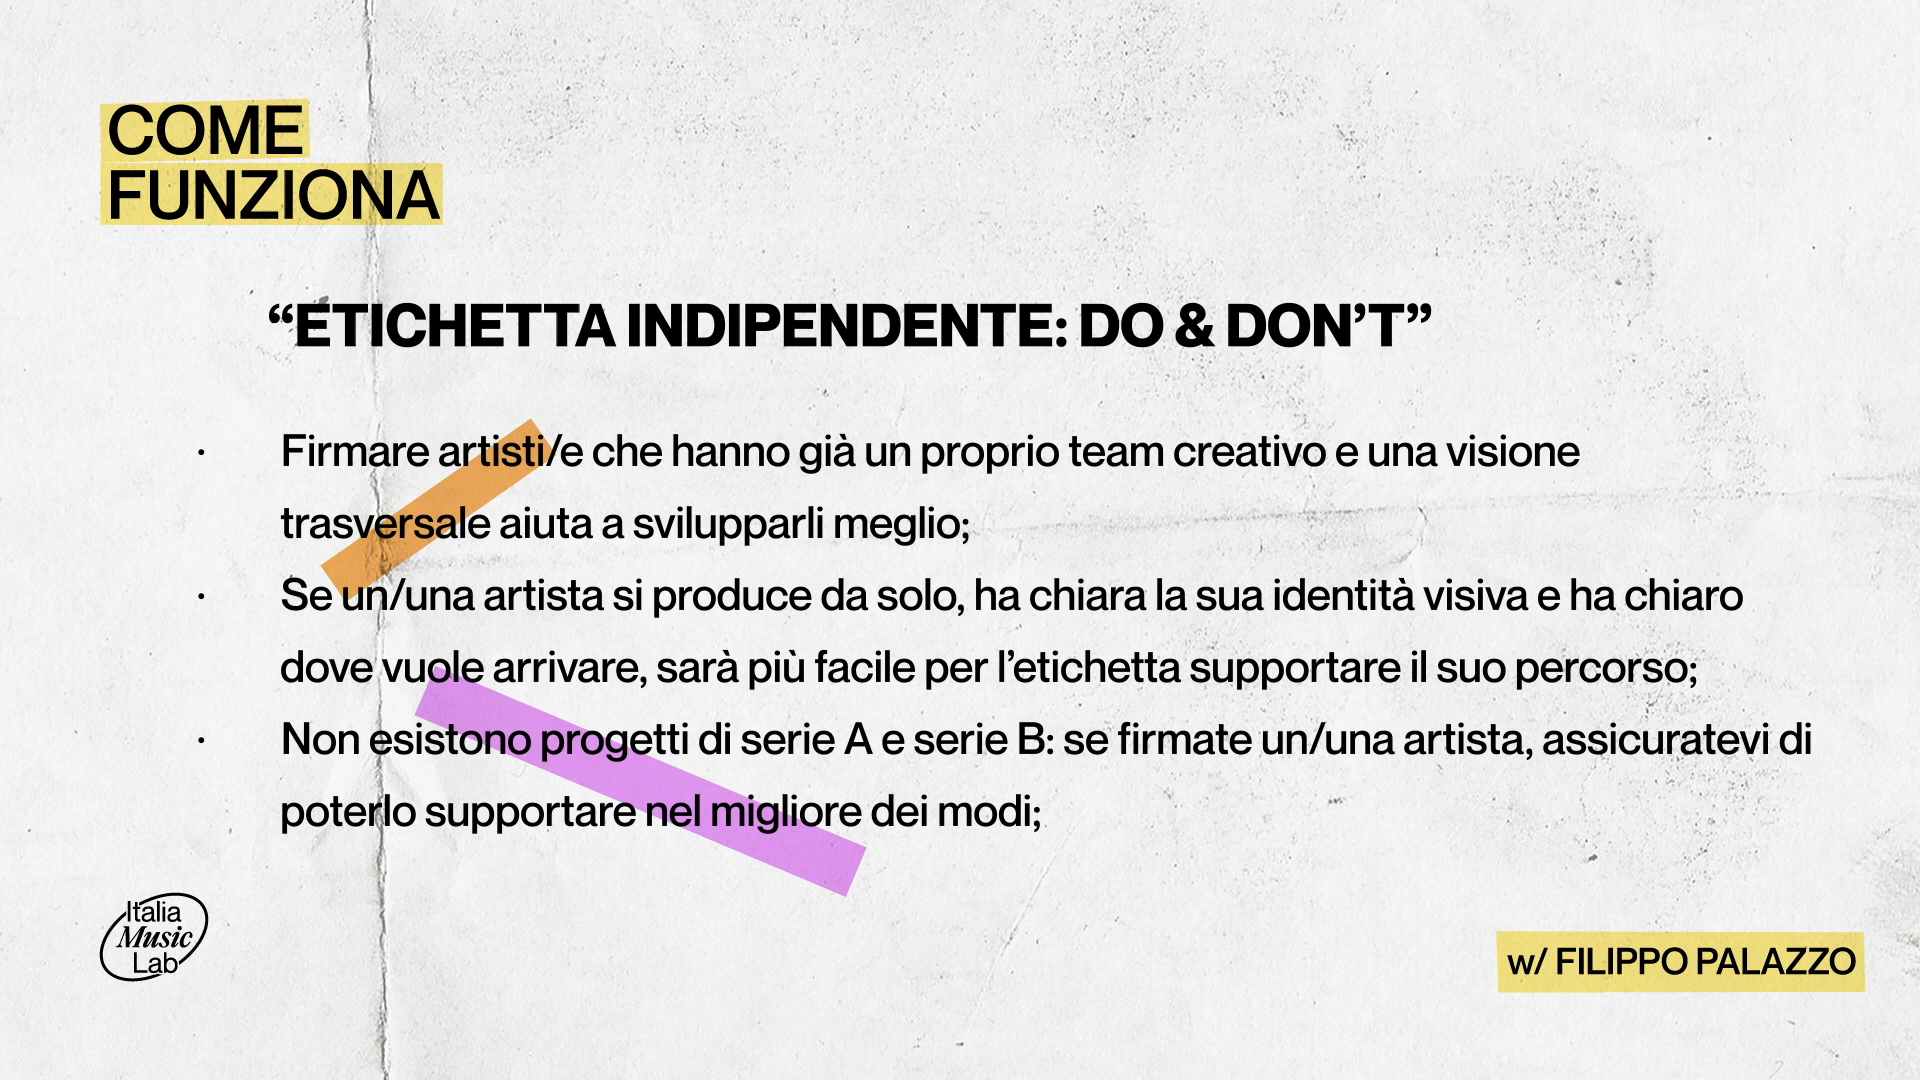 COME
FUNZIONA
“ETICHETTA INDIPENDENTE: DO & DON’T”
· Firmare artisti/e che hanno già un proprio team creativo e una visione
trasversale aiuta a svilupparli meglio;
· Se un/una artista si produce da solo, ha chiara la sua identità visiva e ha chiaro
dove vuole arrivare, sarà più facile per l’etichetta supportare il suo percorso;
· Non esistono progetti di serie A e serie B: se firmate un/una artista, assicuratevi di
poterlo supportare nel migliore dei modi;
Italia
Music
Lab
w/ FILIPPO PALAZZO